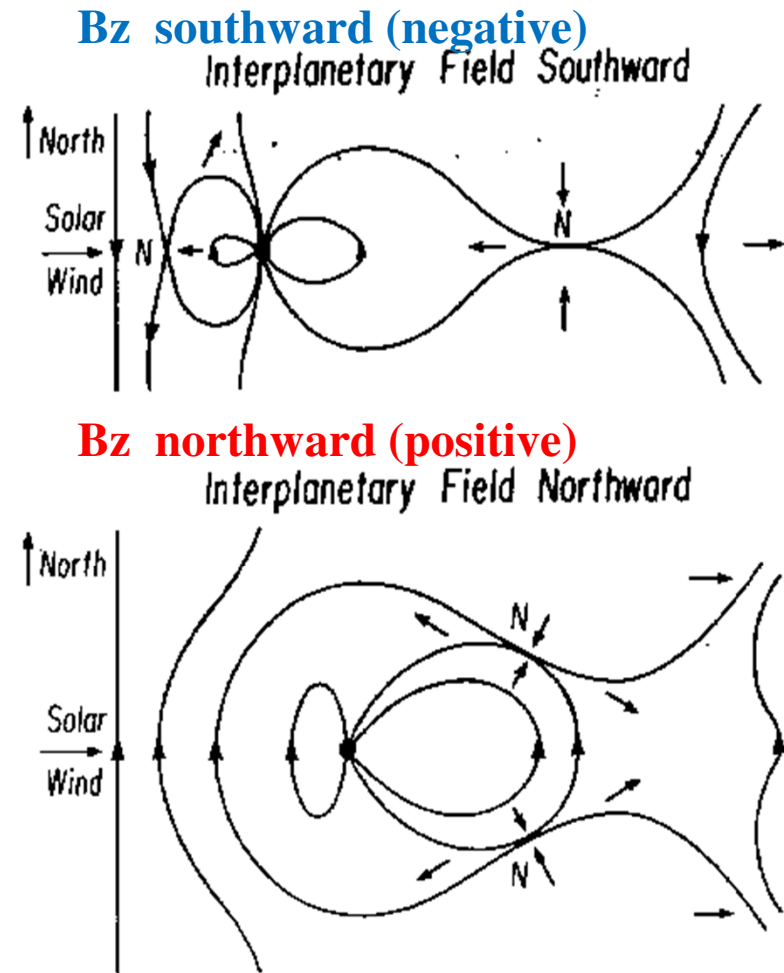 Bz southward (negative)
Interplanetary Field Southward
North
Solar
Wind
N
N
Bz northward (positive)
Interplanetary Field Northward
North
N
Solar
Wind
N